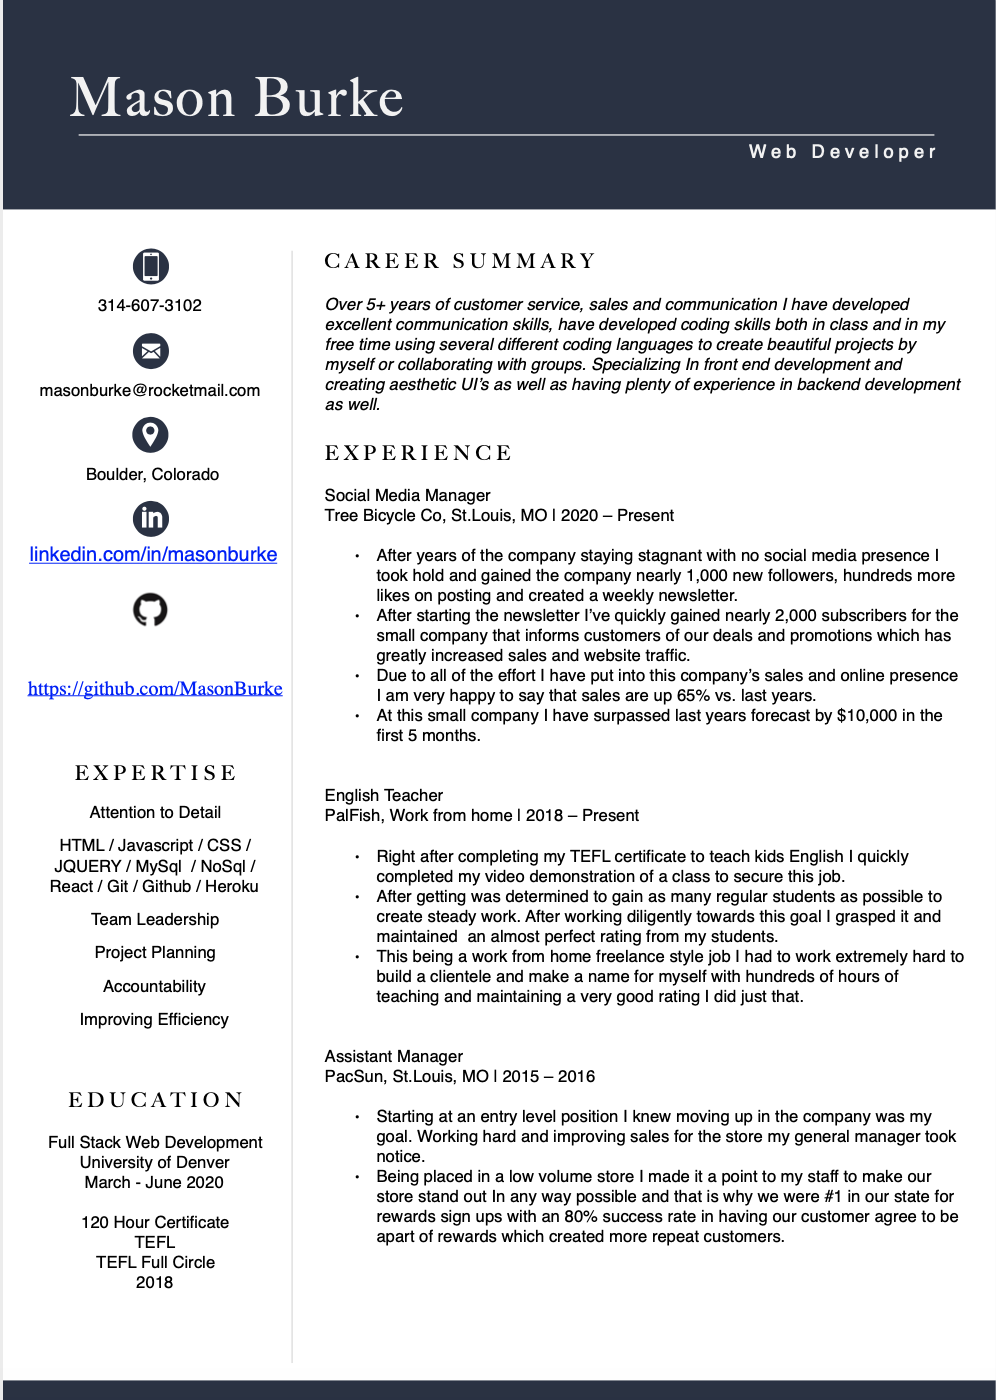 Mason Burke
Web Developer
314-607-3102
masonburke@rocketmail.com
Boulder, Colorado
in
linkedin.com/in/masonburke
https://github.com/MasonBurke
EXPERTISE
Attention to Detail
HTML / Javascript / CSS /
JQUERY / MySql  / NoSql /
React / Git / Github / Heroku
Team Leadership
Project Planning
Accountability
Improving Efficiency
EDUCATION
Full Stack Web Development
University of Denver
March - June 2020
120 Hour Certificate
TEFL
TEFL Full Circle
2018
CAREER SUMMARY
Over 5+ years of customer service, sales and communication I have developed
excellent communication skills, have developed coding skills both in class and in my
free time using several different coding languages to create beautiful projects by
myself or collaborating with groups. Specializing In front end development and
creating aesthetic UI's as well as having plenty of experience in backend development
as well.
EXPERIENCE
Social Media Manager
Tree Bicycle Co, St.Louis, MO | 2020 – Present
• After years of the company staying stagnant with no social media presence I
took hold and gained the company nearly 1,000 new followers, hundreds more
likes on posting and created a weekly newsletter.
• After starting the newsletter I've quickly gained nearly 2,000 subscribers for the
small company that informs customers of our deals and promotions which has
greatly increased sales and website traffic.
• Due to all of the effort I have put into this company's sales and online presence
I am very happy to say that sales are up 65% vs. last years.
• At this small company I have surpassed last years forecast by $10,000 in the
first 5 months.
English Teacher
PalFish, Work from home | 2018 – Present
• Right after completing my TEFL certificate to teach kids English I quickly
completed my video demonstration of a class to secure this job.
• After getting was determined to gain as many regular students as possible to
create steady work. After working diligently towards this goal I grasped it and
maintained  an almost perfect rating from my students.
• This being a work from home freelance style job I had to work extremely hard to
build a clientele and make a name for myself with hundreds of hours of
teaching and maintaining a very good rating I did just that.
Assistant Manager
PacSun, St.Louis, MO | 2015 – 2016
• Starting at an entry level position I knew moving up in the company was my
goal. Working hard and improving sales for the store my general manager took
notice.
• Being placed in a low volume store I made it a point to my staff to make our
store stand out In any way possible and that is why we were #1 in our state for
rewards sign ups with an 80% success rate in having our customer agree to be
apart of rewards which created more repeat customers.